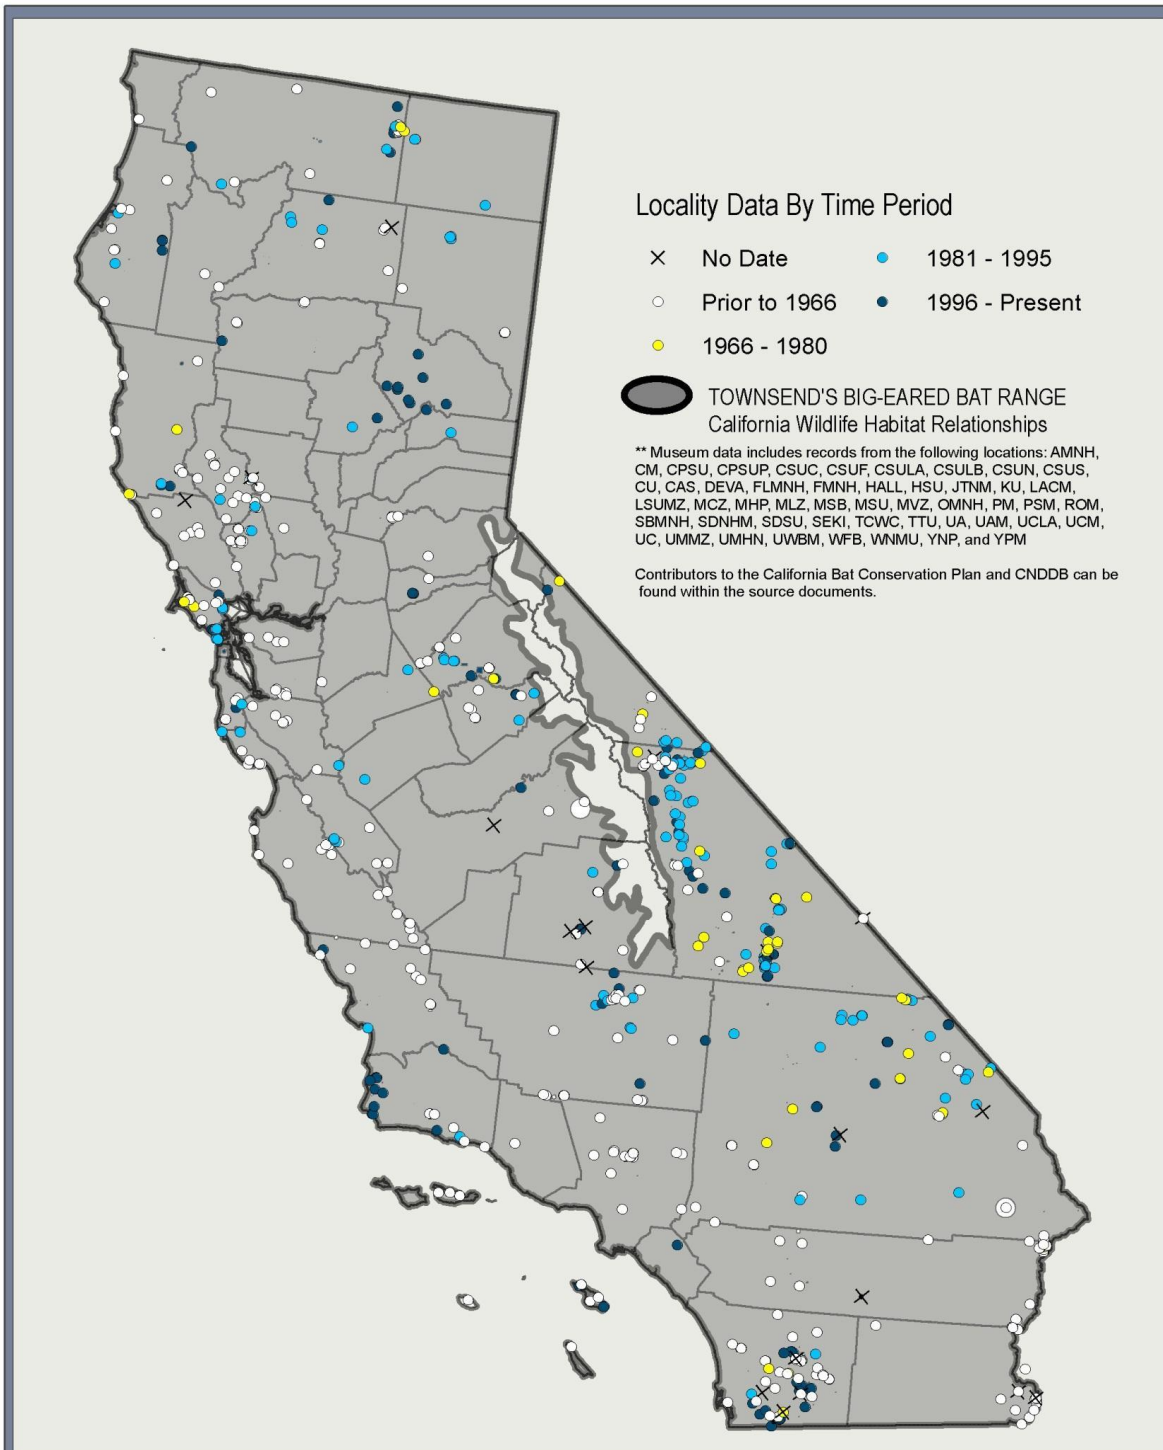 Locality Data By Time Period
No Date
1981 - 1995
Prior to 1966
1996 - Present
1966 - 1980
TOWNSEND'S BIG-EARED BAT RANGE
California Wildlife Habitat Relationships
** Museum data includes records from the following locations: AMNH,
CM, CPSU, CPSUP, CSUC, CSUF, CSULA, CSULB, CSUN, CSUS,
CU, CAS, DEVA, FLMNH, FMNH, HALL, HSU, JTNM, KU, LACM,
LSUMZ, MCZ, MHP, MLZ, MSB, MSU, MVZ, OMNH, PM, PSM, ROM,
SBMNH, SDNHM, SDSU, SEKI, TCWC, TTU, UA, UAM, UCLA, UCM,
UC, UMMZ, UMHN, UWBM, WFB, WNMU, YNP, and YPM
Contributors to the California Bat Conservation Plan and CNDDB can be
found within the source documents.